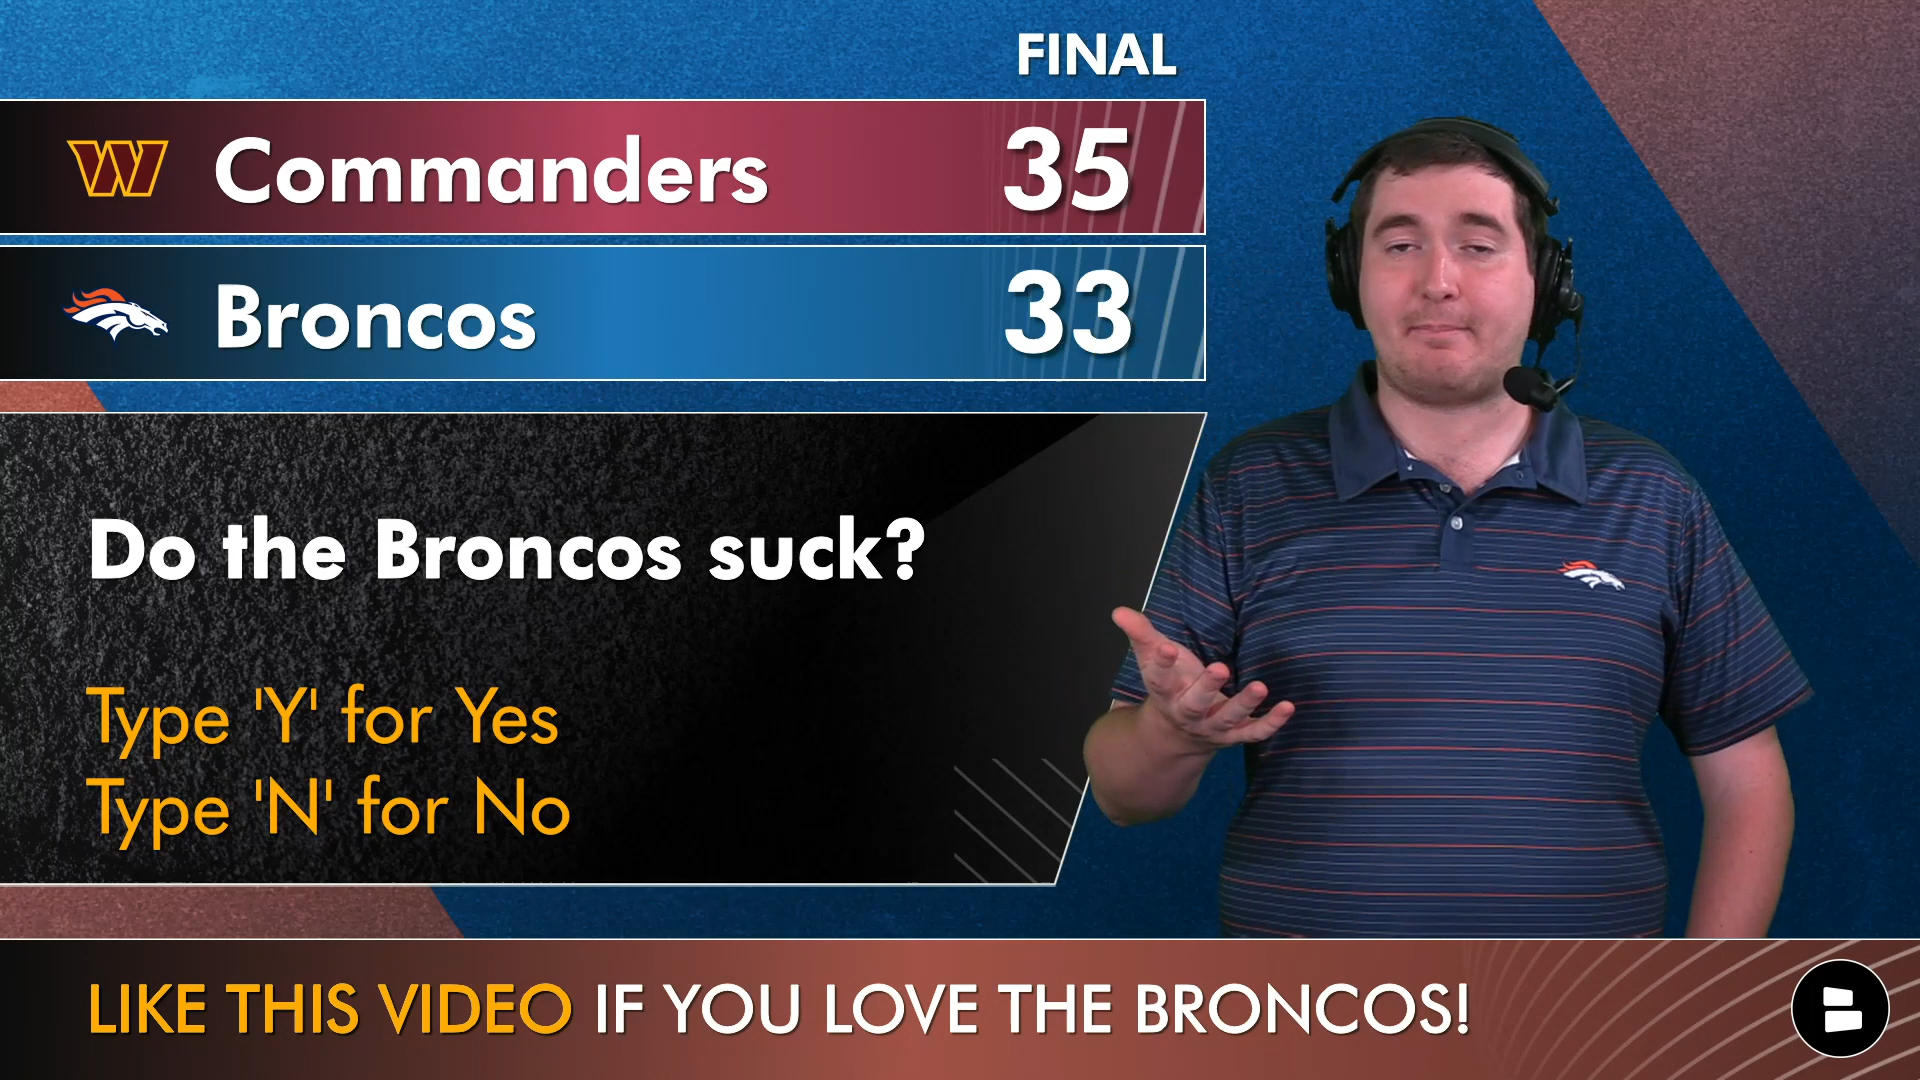 FINAL
Commanders 35
Broncos 33
Do the Broncos suck?
Type 'Y' for Yes
Type 'N' for No
LIKE THIS VIDEO IF YOU LOVE THE BRONCOS!